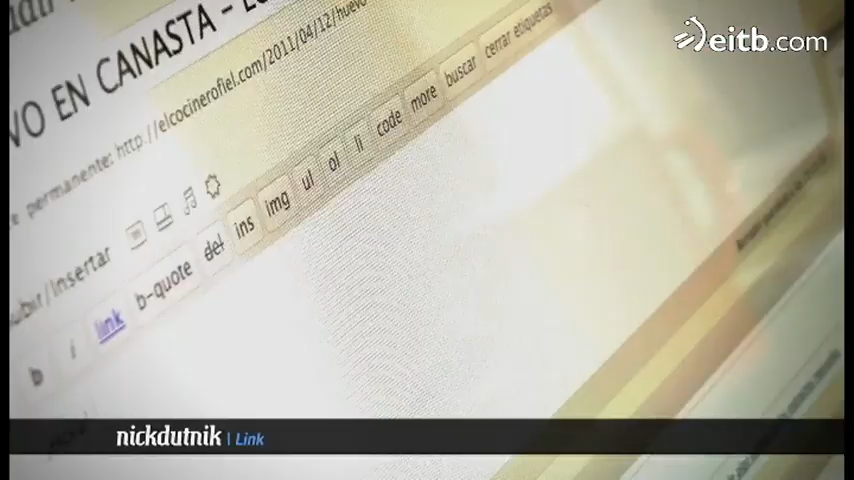 eitb.com
VO EN CANASTA –
http://elcocinerofiel.com/2011/04/12/huevo
permanente:
ubir/Insertar
b i link b-quote del ins img ul ol li code more buscar cerrar etiquetas
nickdutnik | Link